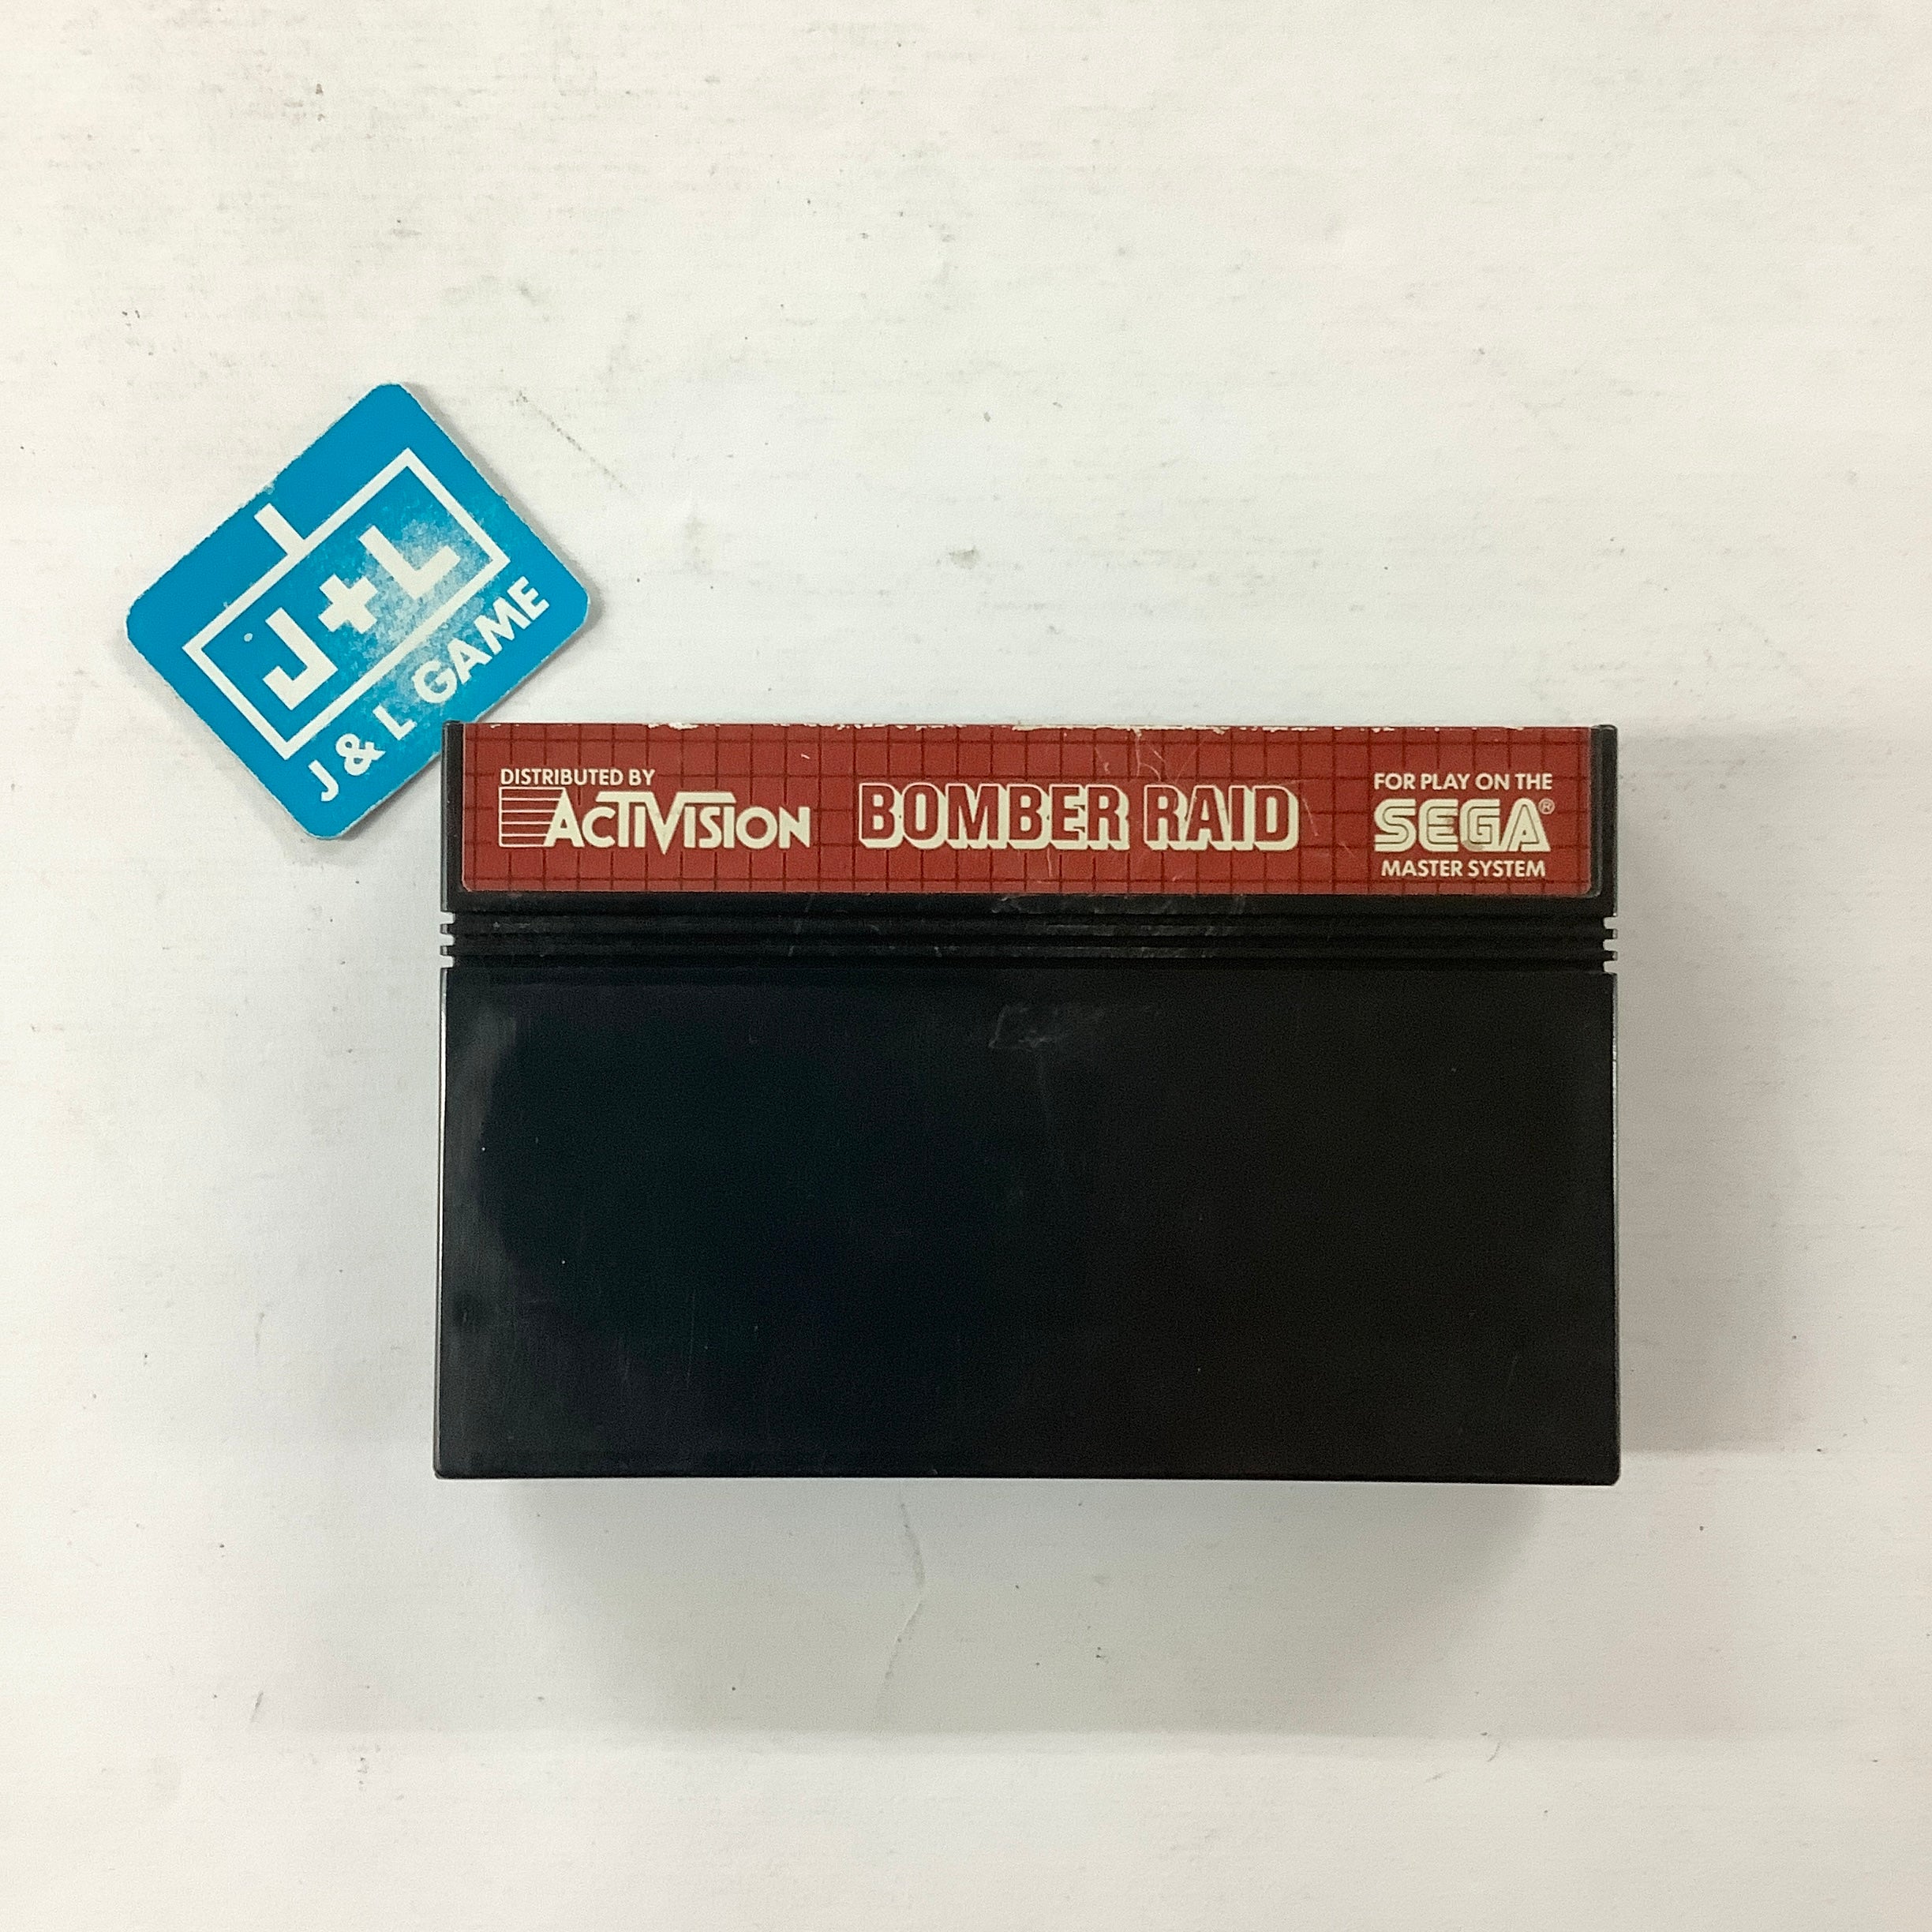 J+L
J & L GAME
DISTRIBUTED BY
ACTIVISION
BOMBER RAID
FOR PLAY ON THE
SEGA®
MASTER SYSTEM